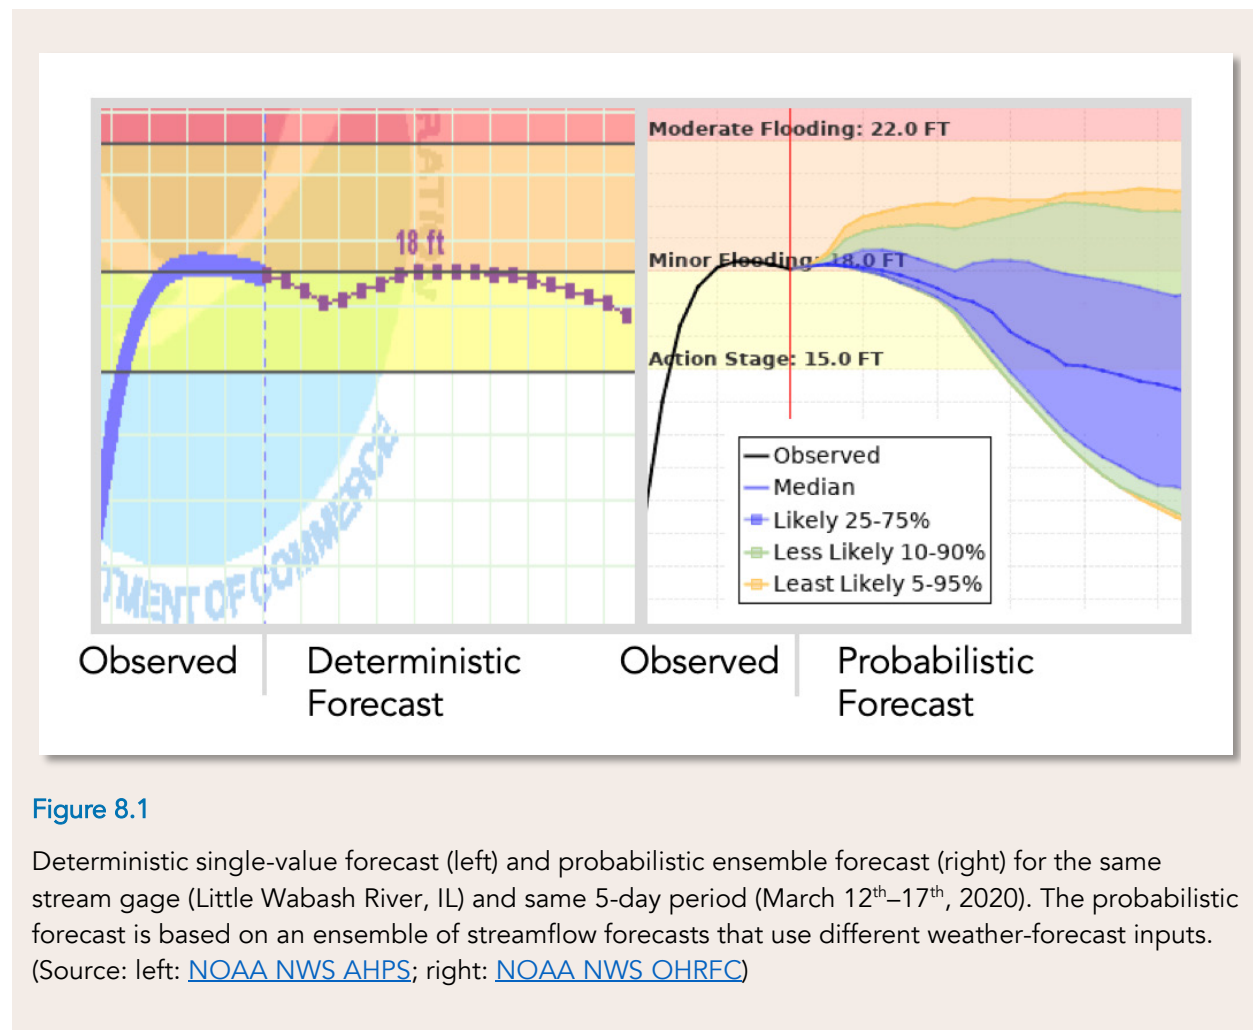 RATION
18 ft
TMENT OF COMMERCE
Moderate Flooding: 22.0 FT
Minor Flooding: 18.0 FT
Action Stage: 15.0 FT
Observed
Median
Likely 25-75%
Less Likely 10-90%
Least Likely 5-95%
Observed
Deterministic
Forecast
Observed
Probabilistic
Forecast
Figure 8.1
Deterministic single-value forecast (left) and probabilistic ensemble forecast (right) for the same
stream gage (Little Wabash River, IL) and same 5-day period (March 12th–17th, 2020). The probabilistic
forecast is based on an ensemble of streamflow forecasts that use different weather-forecast inputs.
(Source: left: NOAA NWS AHPS; right: NOAA NWS OHRFC)